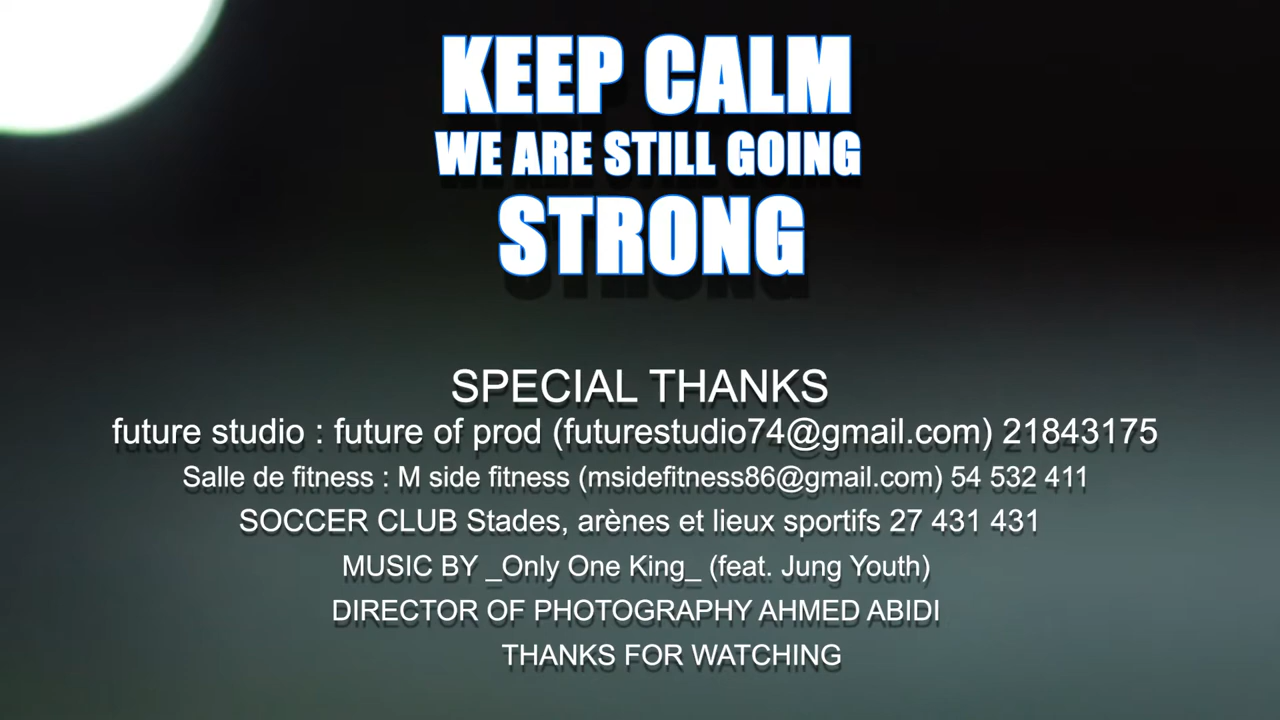 KEEP CALM
WE ARE STILL GOING
STRONG
SPECIAL THANKS
future studio : future of prod (futurestudio74@gmail.com) 21843175
Salle de fitness : M side fitness (msidefitness86@gmail.com) 54 532 411
SOCCER CLUB Stades, arènes et lieux sportifs 27 431 431
MUSIC BY _Only One King_ (feat. Jung Youth)
DIRECTOR OF PHOTOGRAPHY AHMED ABIDI
THANKS FOR WATCHING